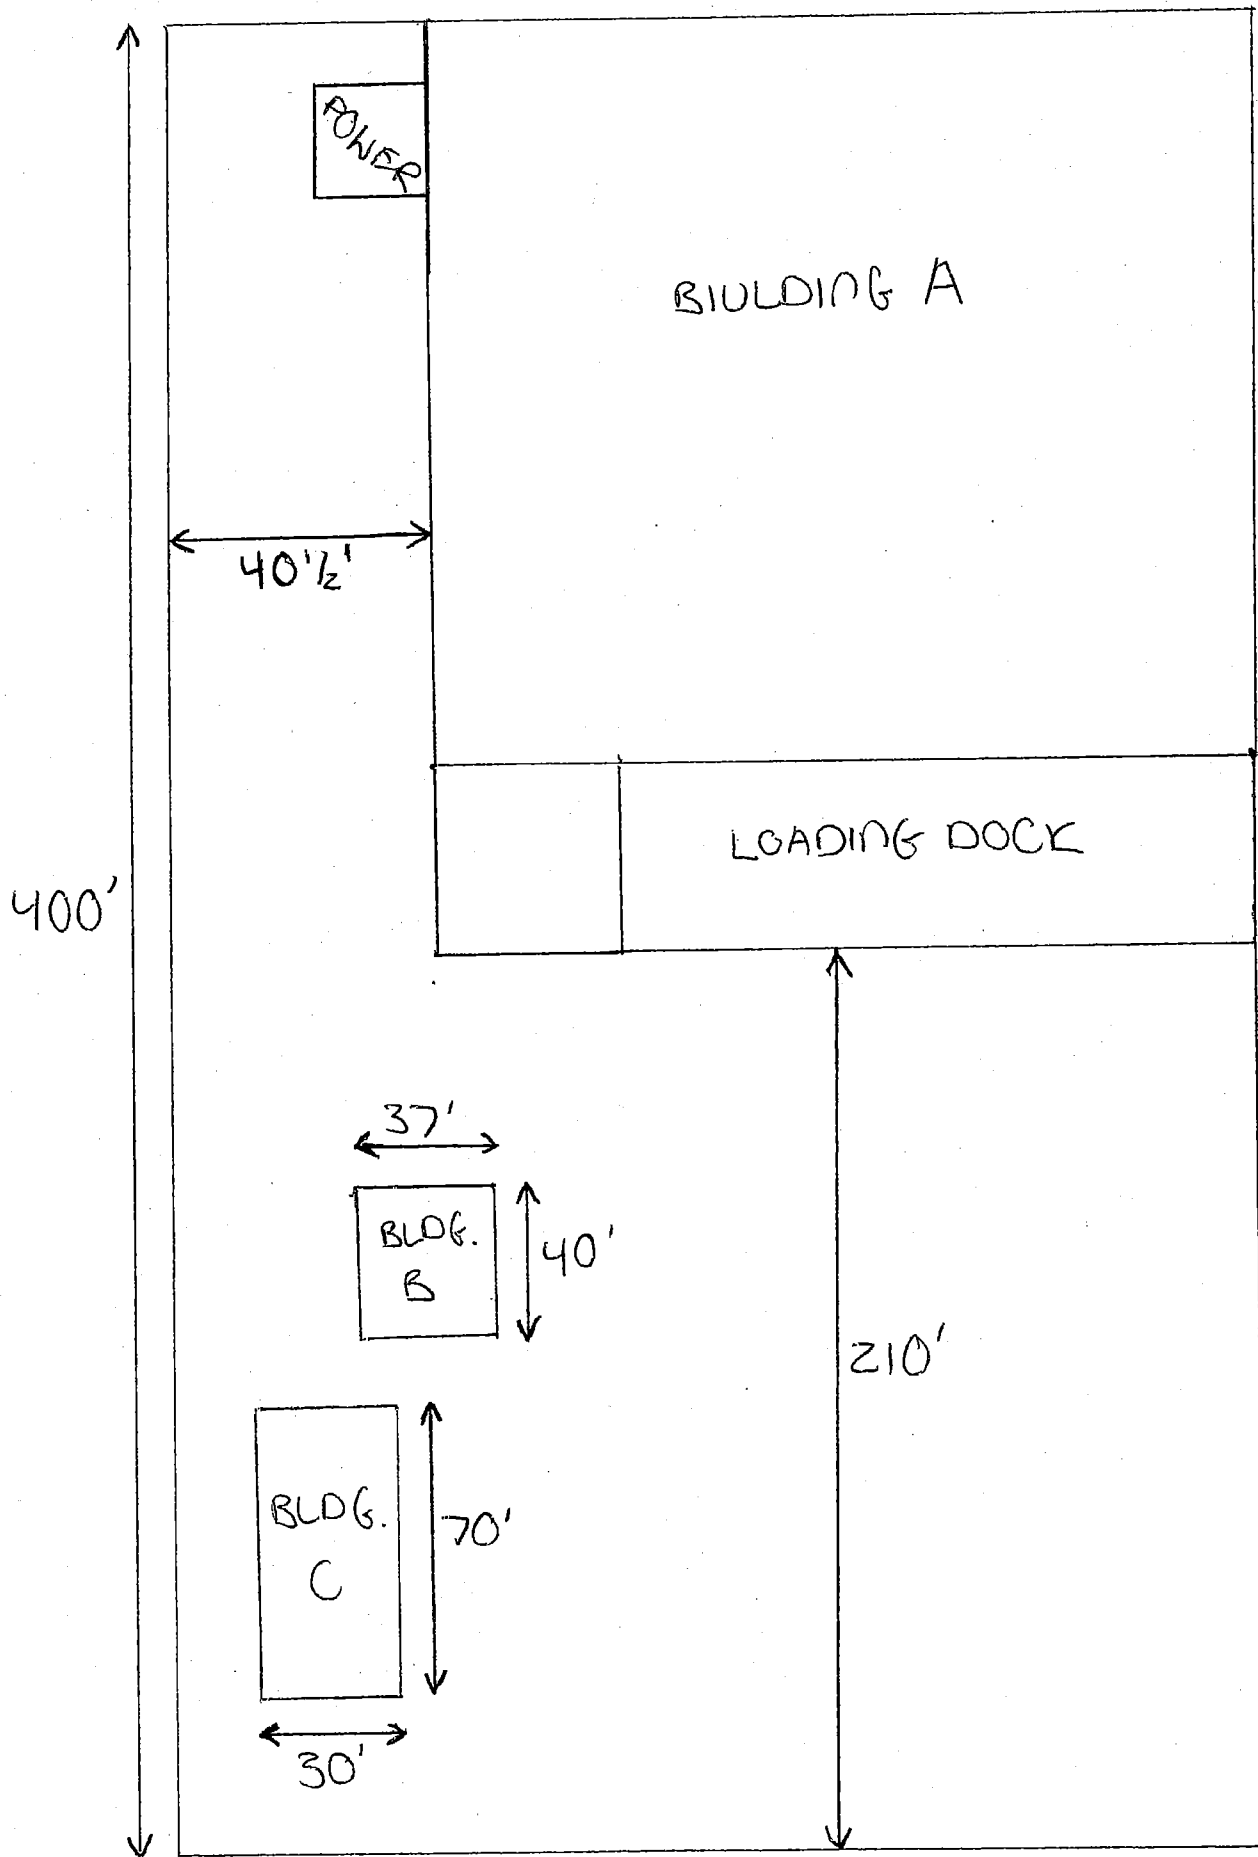 POWER
BIULDING A
40'½'
LOADING DOCK
400'
37'
BLDG.
B
40'
210'
BLDG.
C
70'
30'